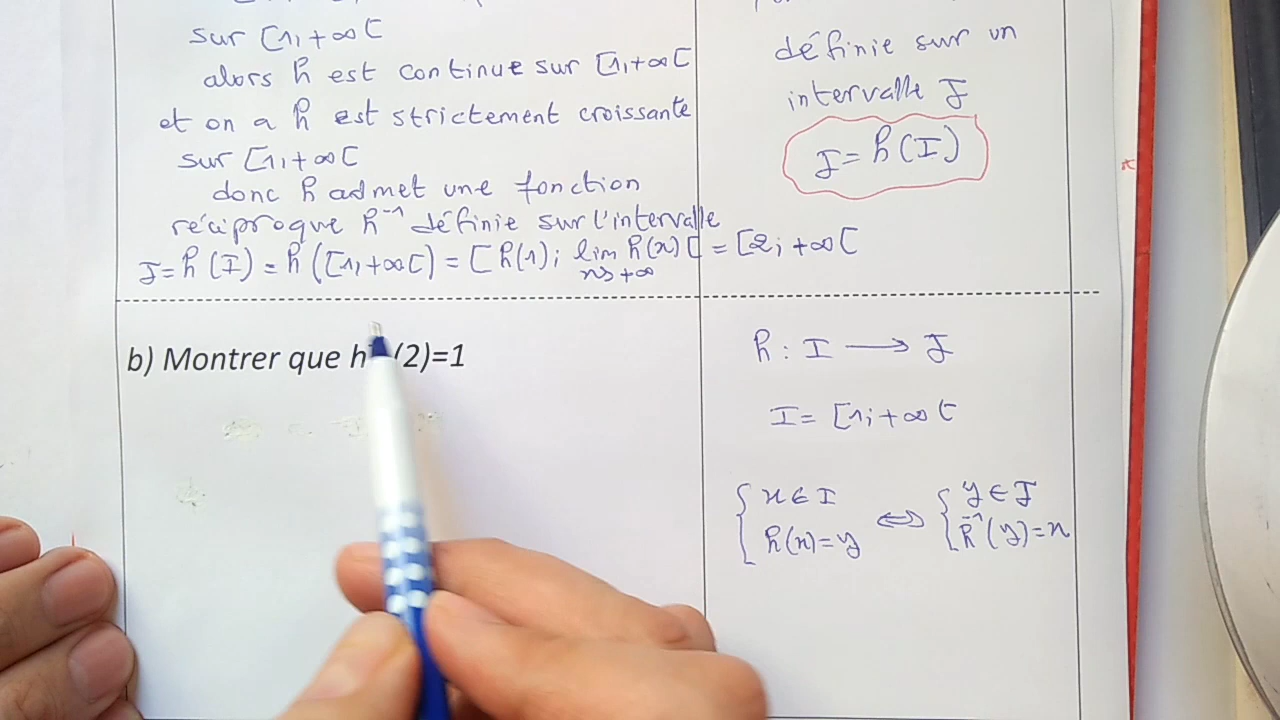 sur [1,+∞[
alors h est continue sur [1,+∞[
et on a h est strictement croissante
sur [1,+∞[
donc h admet une fonction
réciproque h⁻¹ définie sur l'intervalle
J=h(I)=h([1,+∞[)=[h(1); lim h(x)[=[2;+∞[
x→+∞
définie sur un
intervalle J
J=h(I)
b) Montrer que h (2)=1
h : I → J
I= [1;+∞[
{ x∈I ⇔ { y∈J
h(x)=y h⁻¹(y)=x